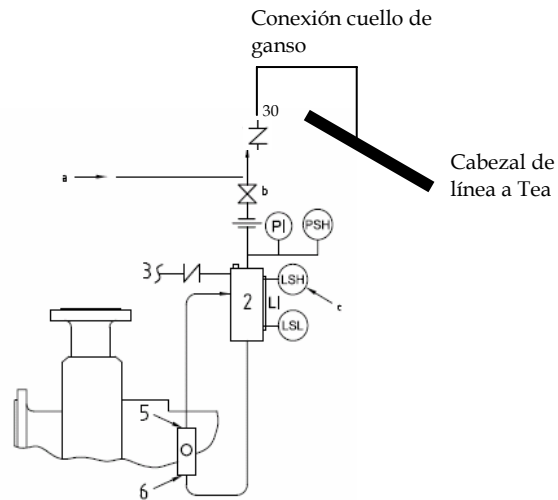 Conexión cuello de
ganso
30
Cabezal de
línea a Tea
a
b
PI
PSH
3
2
LSH
LI
c
LSL
5
6